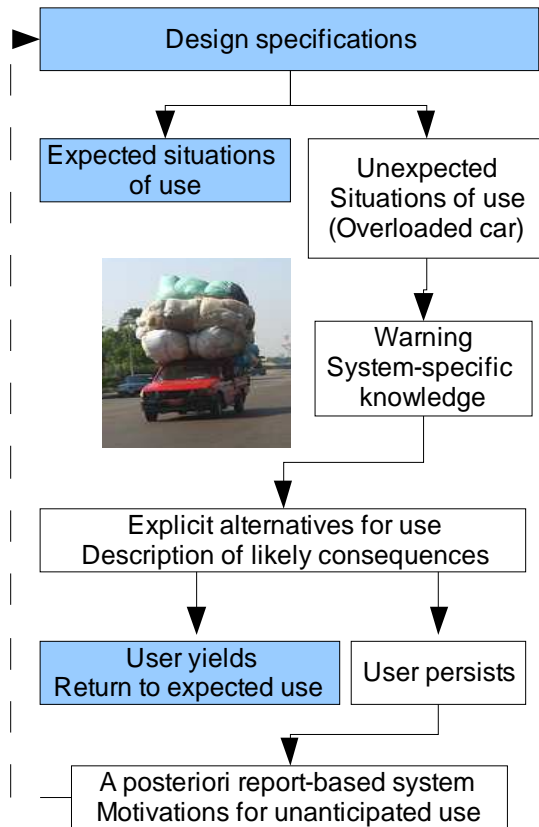 Design specifications
Expected situations
of use
Unexpected
Situations of use
(Overloaded car)
Warning
System-specific
knowledge
Explicit alternatives for use
Description of likely consequences
User yields
Return to expected use
User persists
A posteriori report-based system
Motivations for unanticipated use